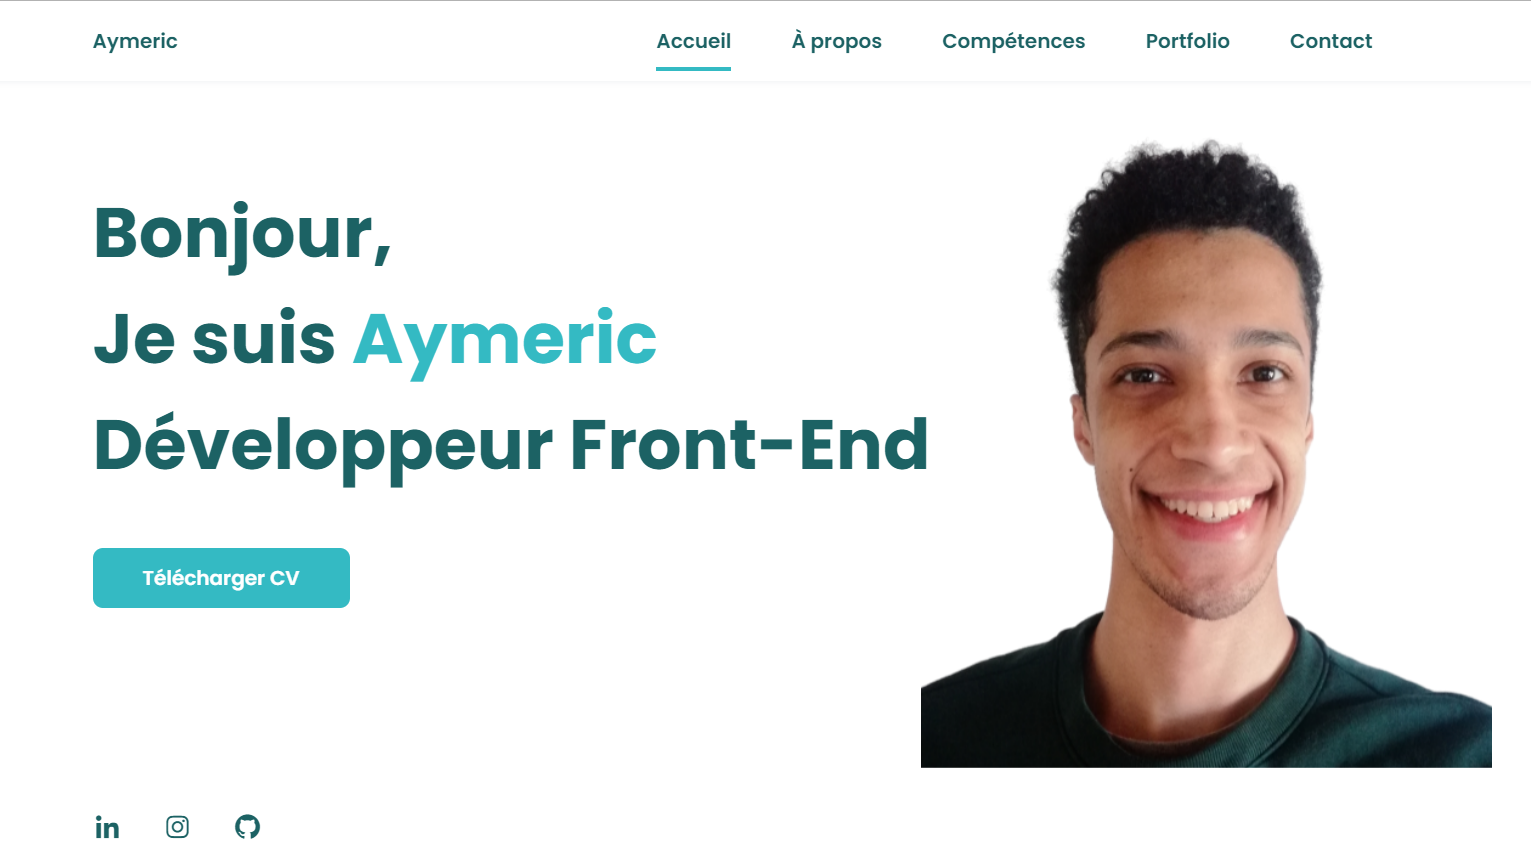 Aymeric
Accueil
À propos
Compétences
Portfolio
Contact
Bonjour,
Je suis Aymeric
Développeur Front-End
Télécharger CV
in